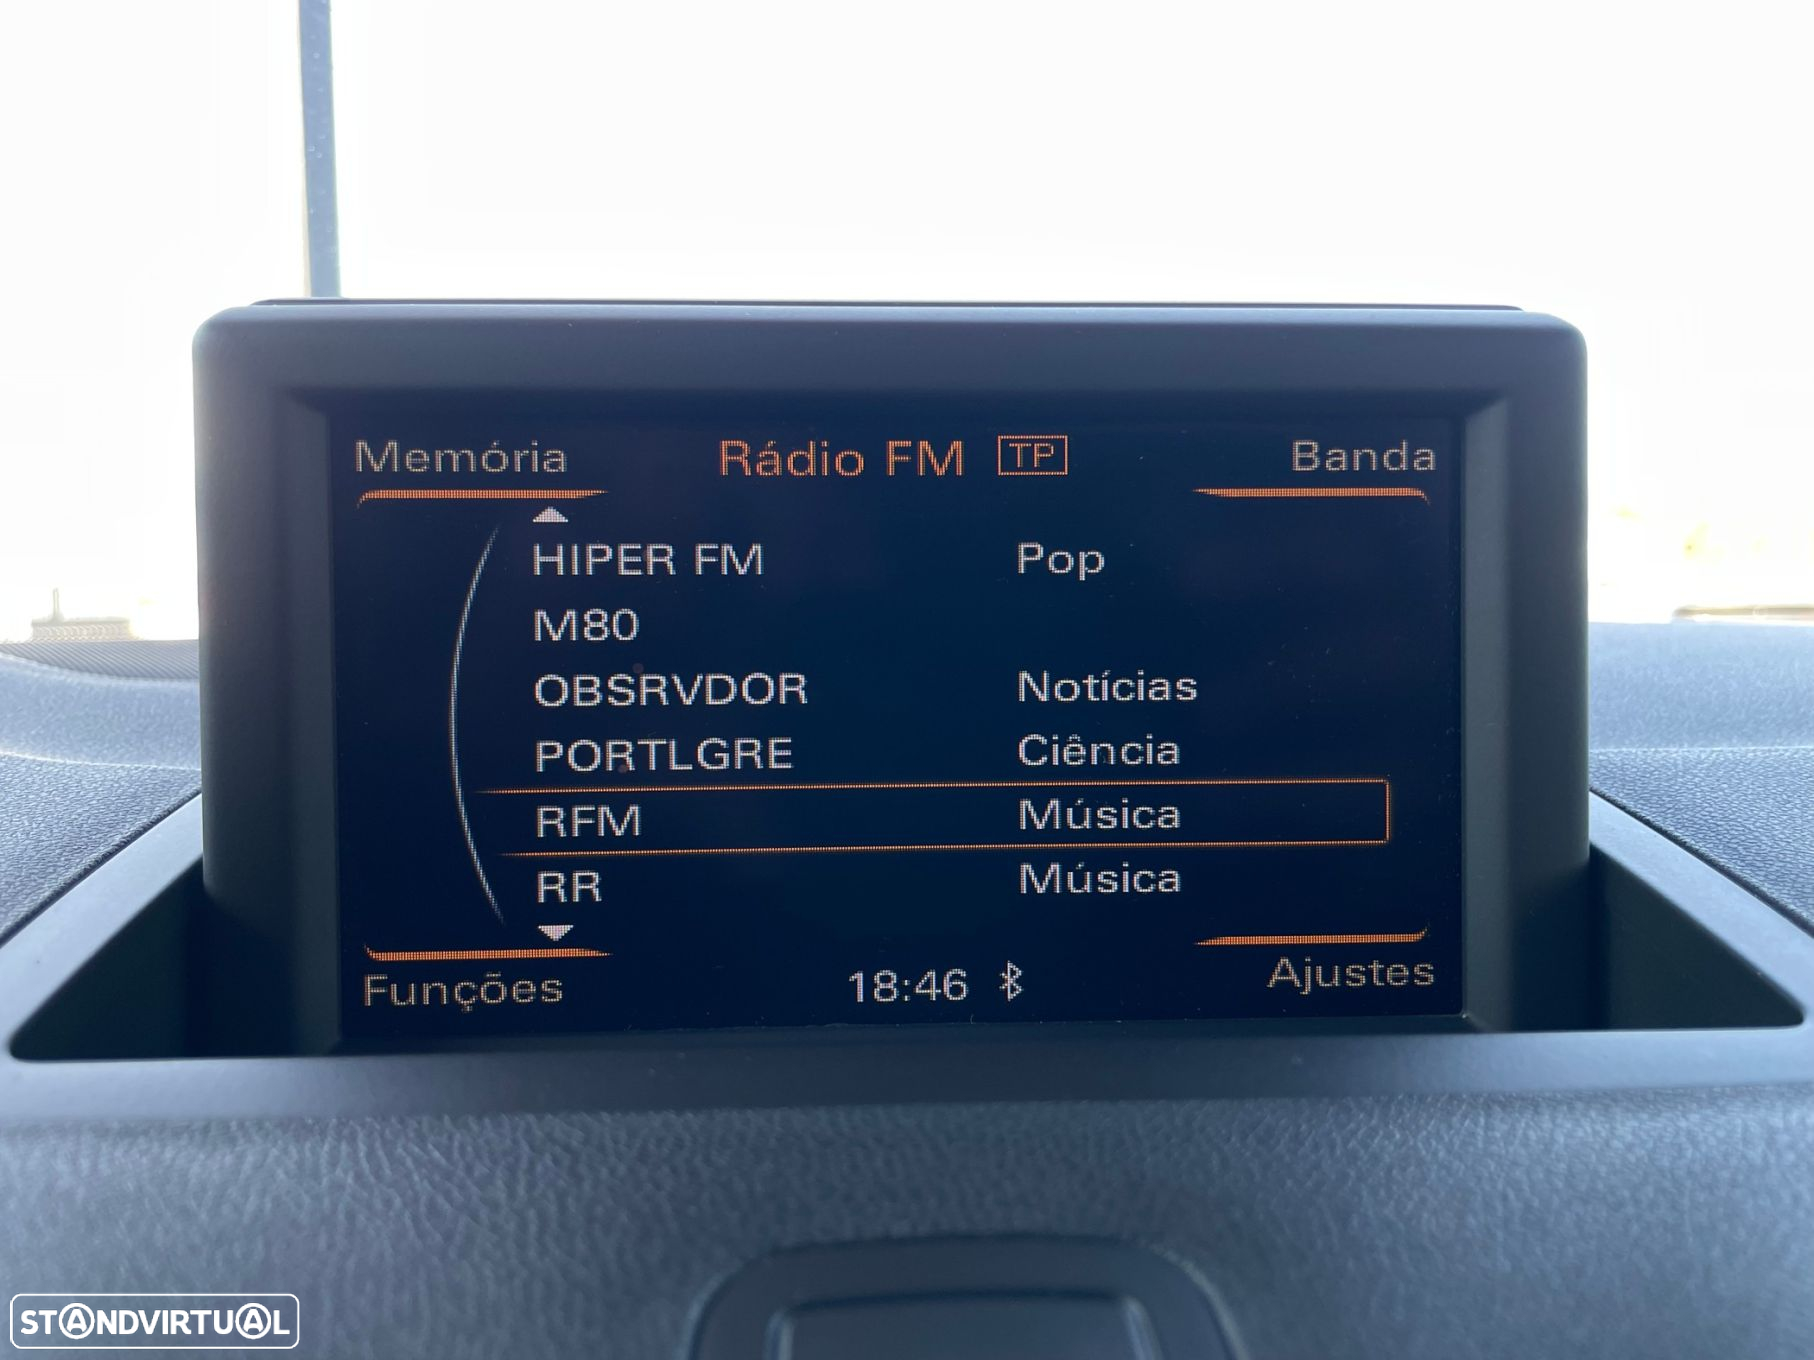 Memória Rádio FM TP Banda
HIPER FM Pop
M80
OBSRVDOR Notícias
PORTLGRE Ciência
RFM Música
RR Música
Funções 18:46 Ajustes
STANDVIRTUAL